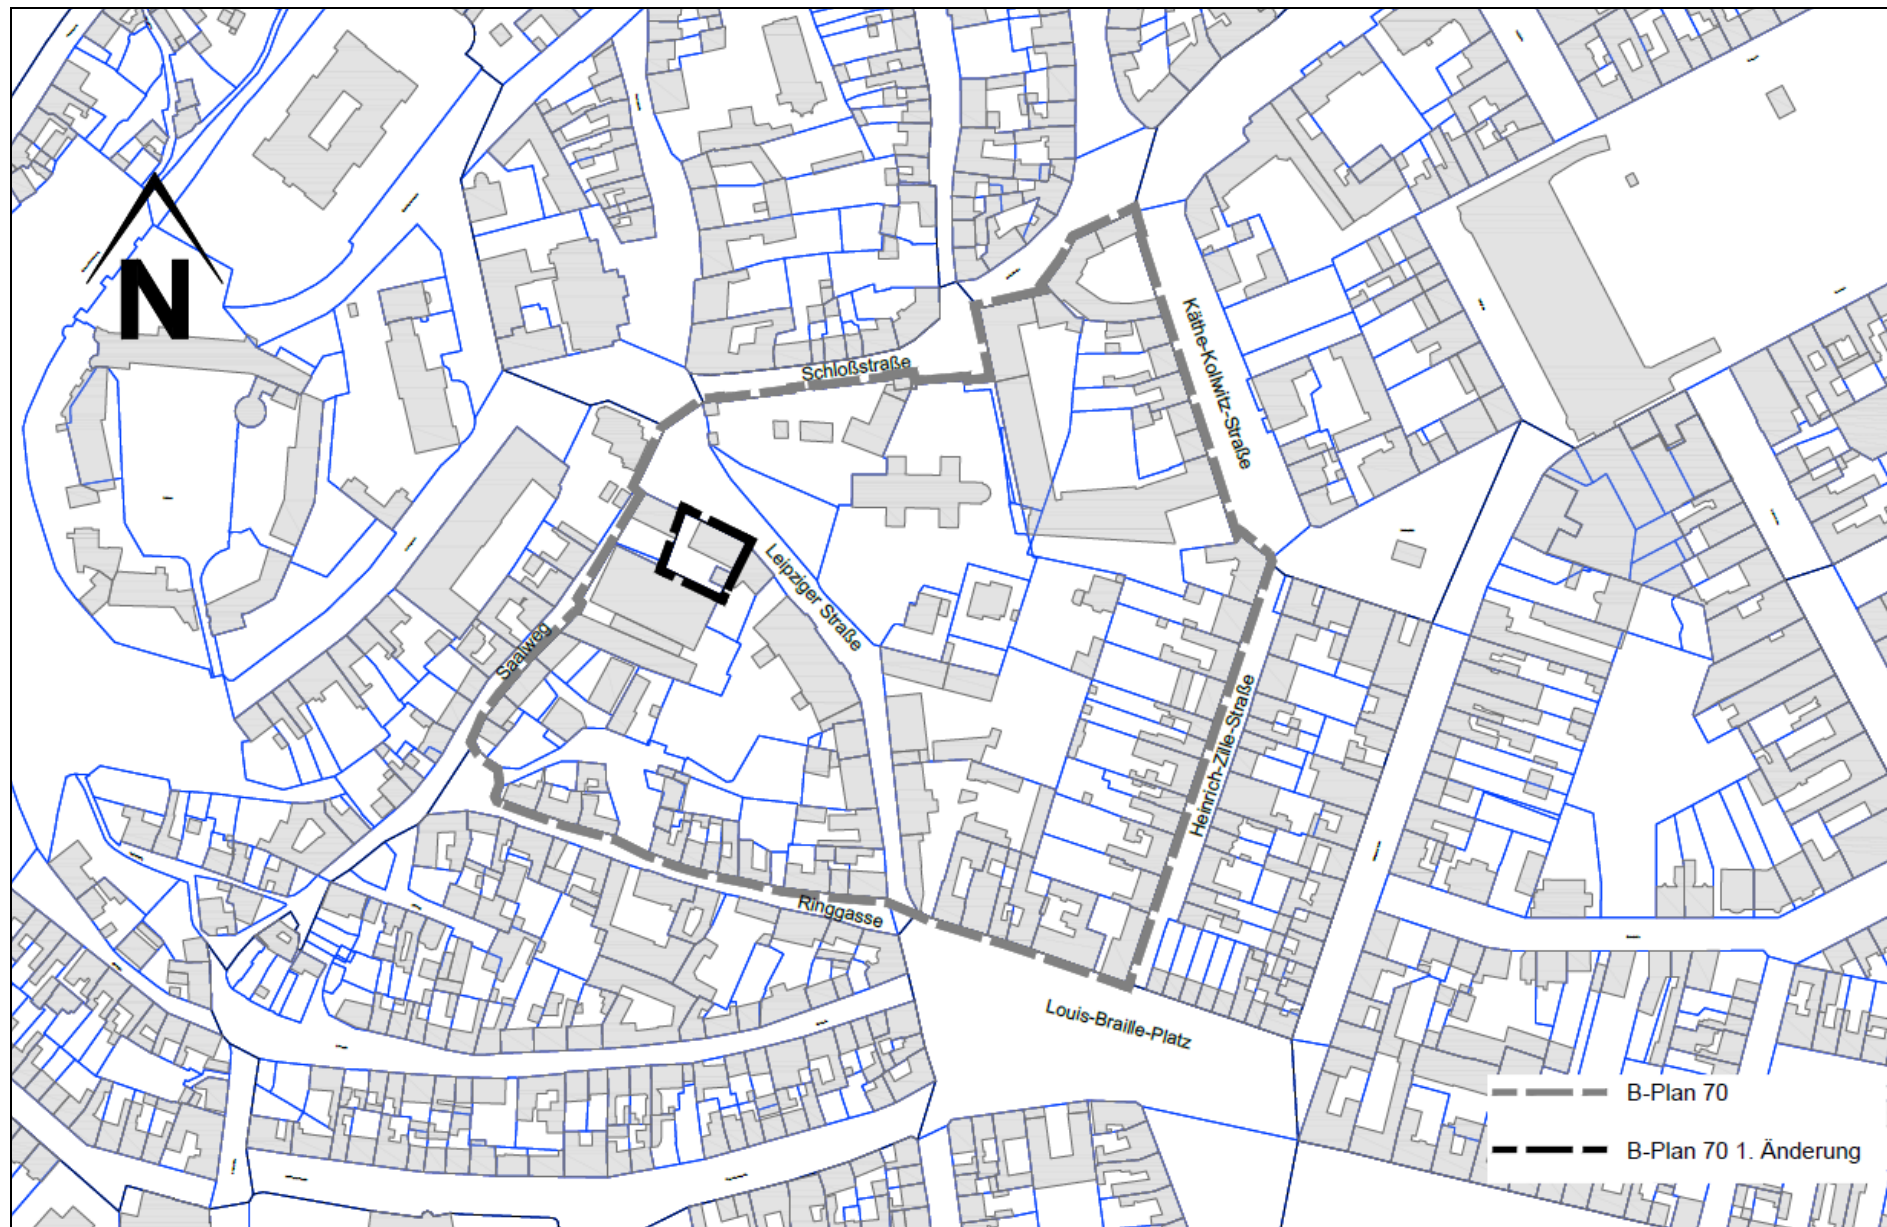 N
Schloßstraße
Käthe-Kollwitz-Straße
Leipziger Straße
Saalweg
Heinrich-Zille-Straße
Ringgasse
Louis-Braille-Platz
B-Plan 70
B-Plan 70 1. Änderung